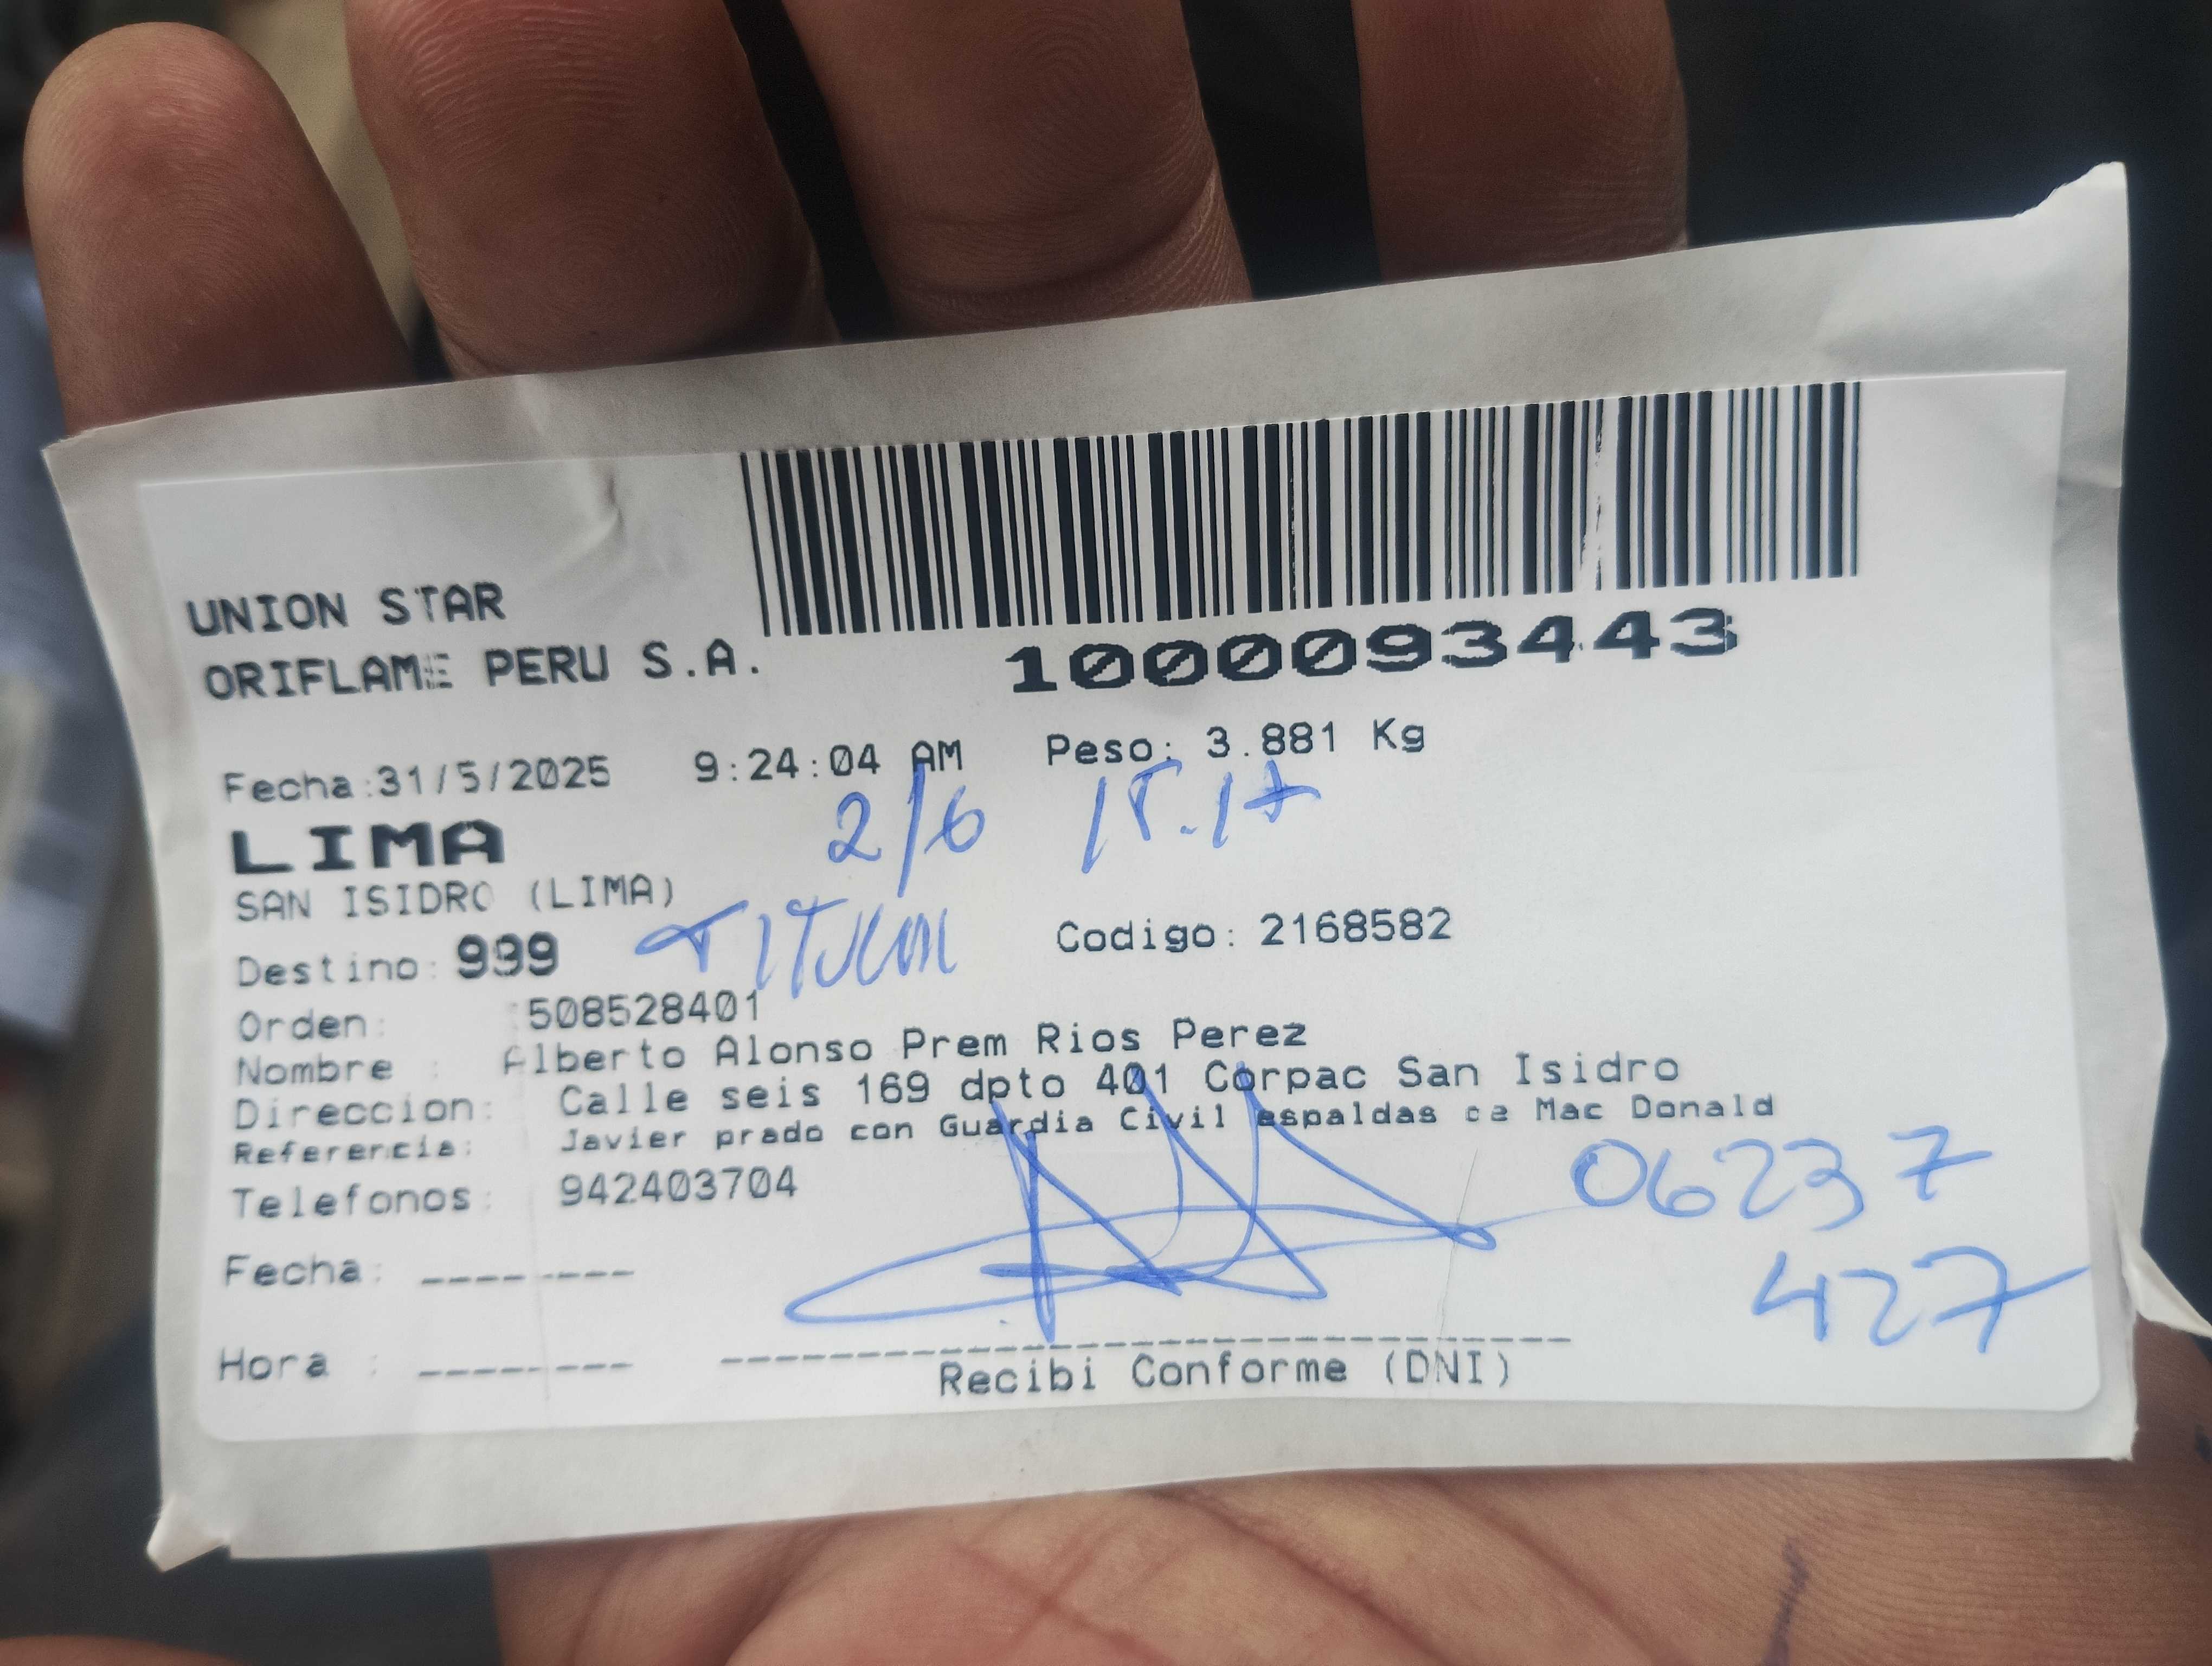 UNION STAR
ORIFLAME PERU S.A.
1000093443
Fecha:31/5/2025 9:24:04 AM Peso: 3.881 Kg
LIMA
2/6 15.17
SAN ISIDRO (LIMA)
Destino: 999 Codigo: 2168582
Orden: 508528401
Nombre : Alberto Alonso Prem Rios Perez
Direccion: Calle seis 169 dpto 401 Corpac San Isidro
Referencia: Javier prado con Guardia Civil espaldas de Mac Donald
Telefonos: 942403704
06237
427
Fecha: --------
Hora : --------
Recibi Conforme (DNI)